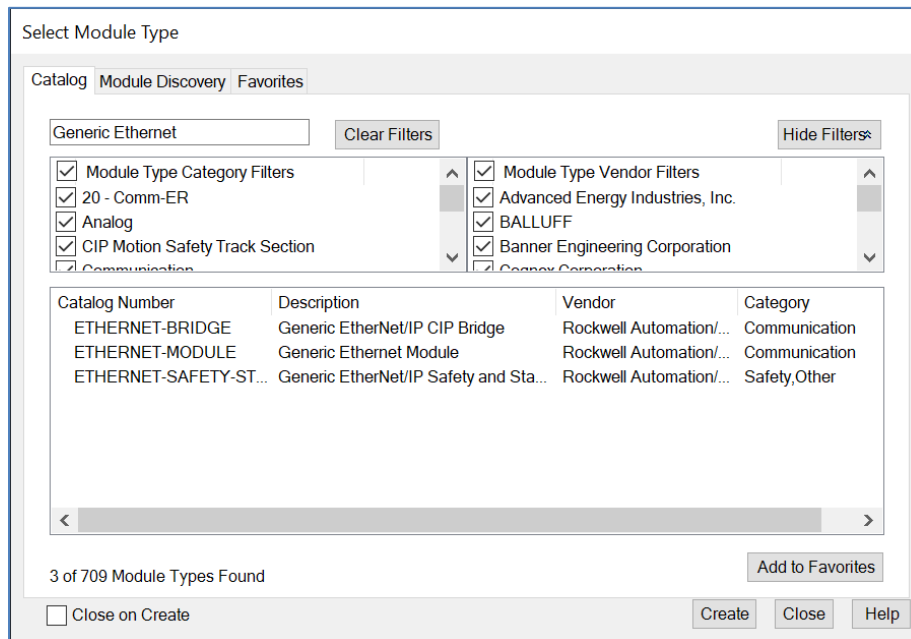 Select Module Type
Catalog Module Discovery Favorites
Generic Ethernet Clear Filters Hide Filters
Module Type Category Filters Module Type Vendor Filters
20 - Comm-ER Advanced Energy Industries, Inc.
Analog BALLUFF
CIP Motion Safety Track Section Banner Engineering Corporation
Communication Cognex Corporation
Catalog Number Description Vendor Category
ETHERNET-BRIDGE Generic EtherNet/IP CIP Bridge Rockwell Automation/... Communication
ETHERNET-MODULE Generic Ethernet Module Rockwell Automation/... Communication
ETHERNET-SAFETY-ST... Generic EtherNet/IP Safety and Sta... Rockwell Automation/... Safety,Other
Add to Favorites
3 of 709 Module Types Found
Close on Create Create Close Help